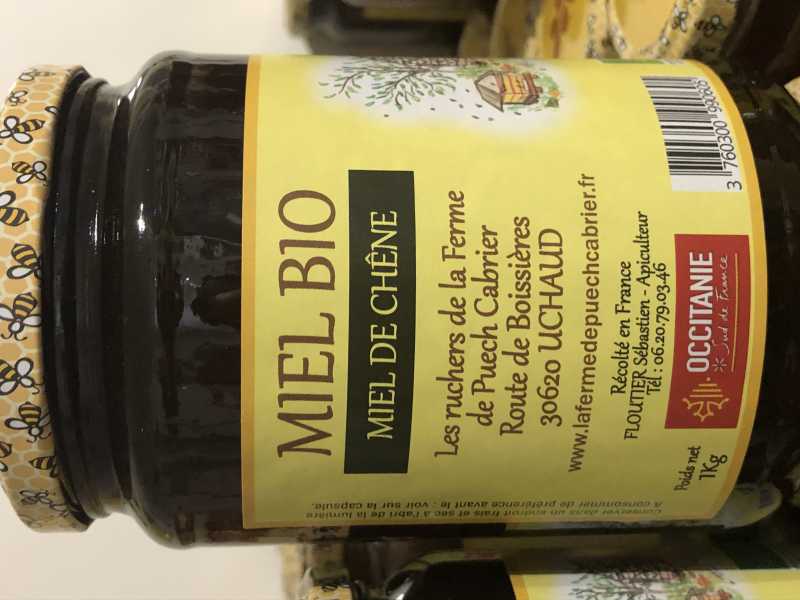 MIEL BIO
MIEL DE CHÊNE
Les ruchers de la Ferme
de Puech Cabrier
Route de Boissières
30620 UCHAUD
www.lafermedepuechcabrier.fr
Récolté en France
FLOUTIER Sébastien - Apiculteur
Tél : 06.20.79.03.46
Poids net
1Kg
OCCITANIE
Sud de France
3 760300 990606
Conserver dans un endroit frais et sec à l'abri de la lumière
A consommer de préférence avant le : voir sur la capsule.